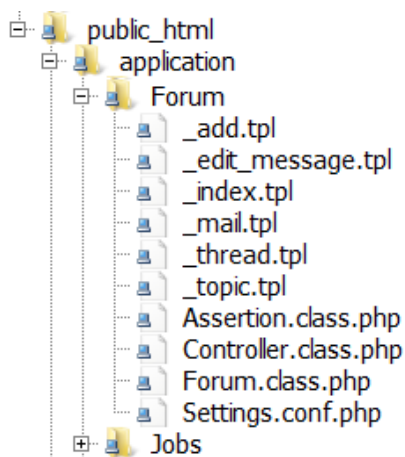 public_html
application
Forum
_add.tpl
_edit_message.tpl
_index.tpl
_mail.tpl
_thread.tpl
_topic.tpl
Assertion.class.php
Controller.class.php
Forum.class.php
Settings.conf.php
Jobs